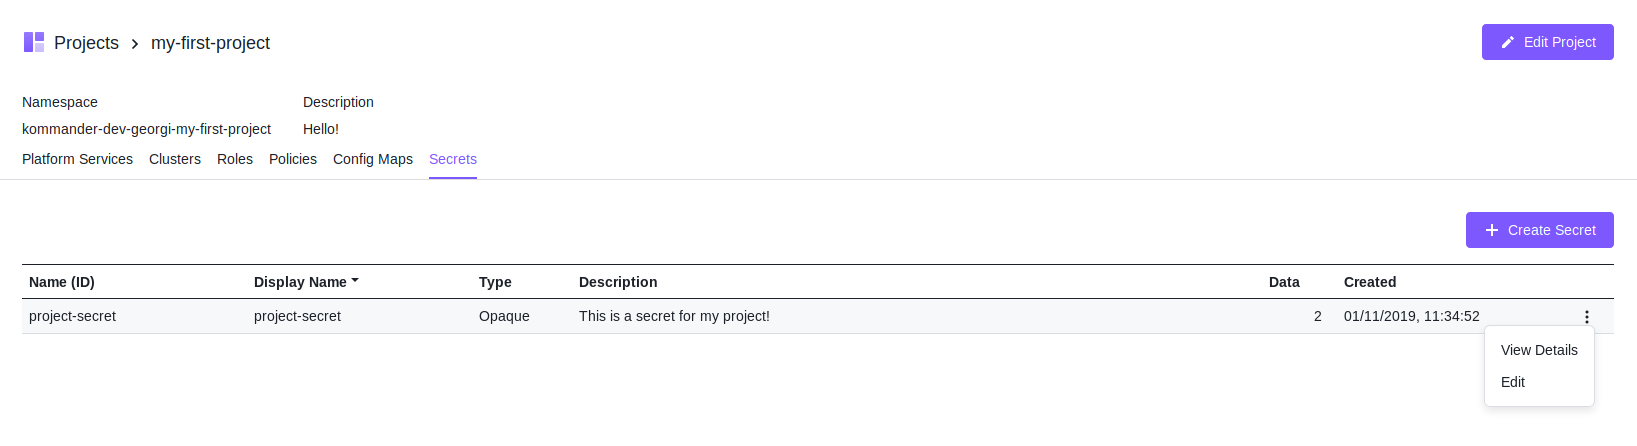 Projects my-first-project
Edit Project
Namespace Description
kommander-dev-georgi-my-first-project Hello!
Platform Services Clusters Roles Policies Config Maps Secrets
Create Secret
Name (ID) Display Name Type Description Data Created
project-secret project-secret Opaque This is a secret for my project! 2 01/11/2019, 11:34:52
View Details
Edit